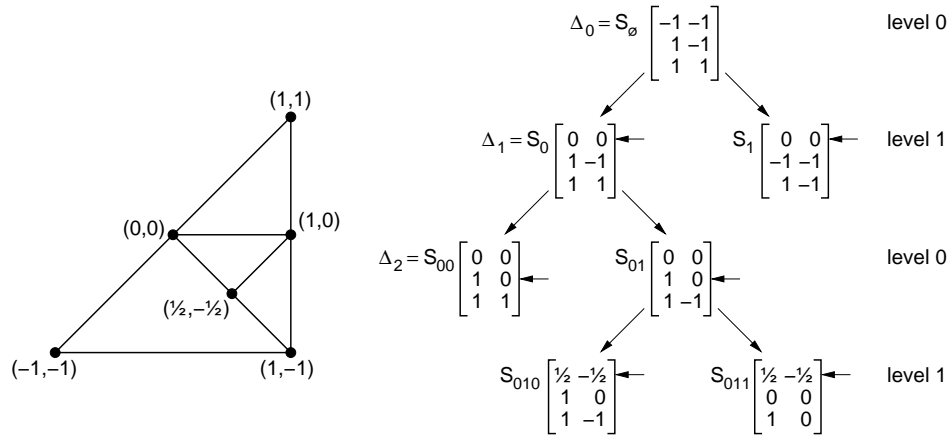 (1,1)
(0,0)
(1,0)
(½,–½)
(–1,–1)
(1,–1)
Δ₀ = Sø
–1 –1
1 –1
1 1
level 0
Δ₁ = S₀
0 0
1 –1
1 1
S₁
0 0
–1 –1
1 –1
level 1
Δ₂ = S₀₀
0 0
1 0
1 1
S₀₁
0 0
1 0
1 –1
level 0
S₀₁₀
½ –½
1 0
1 –1
S₀₁₁
½ –½
0 0
1 0
level 1